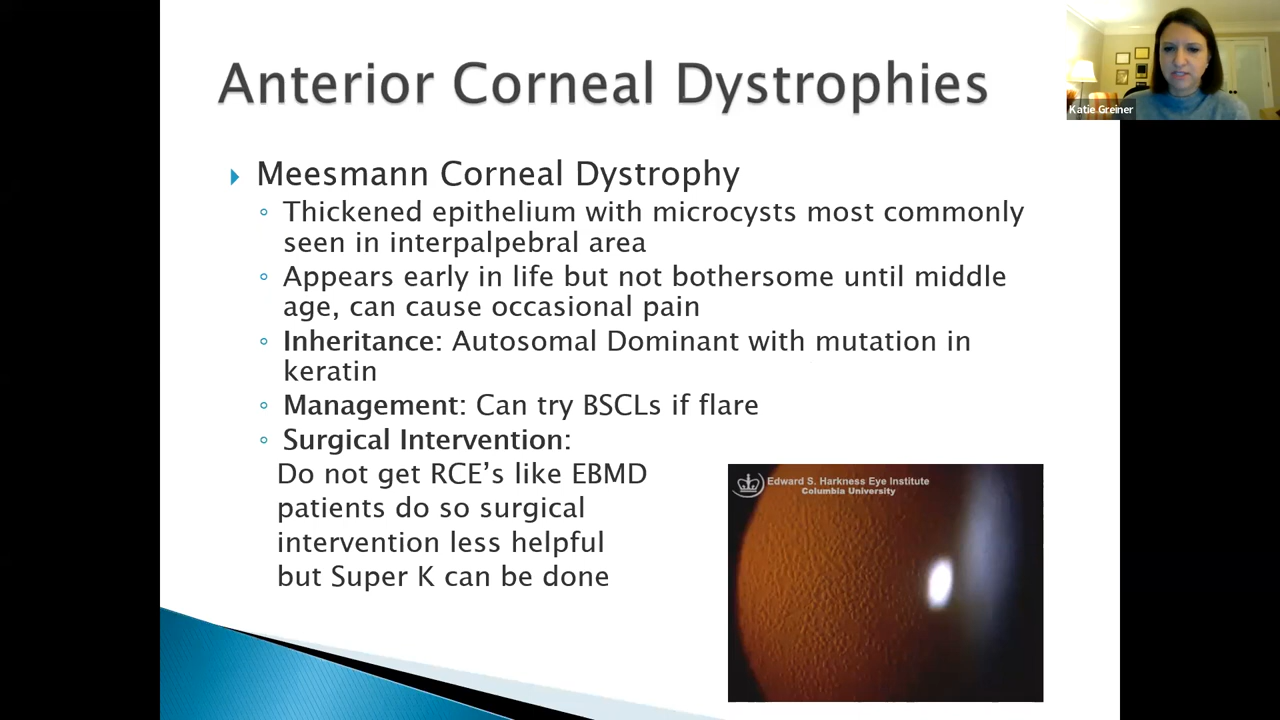 Anterior Corneal Dystrophies
Katie Greiner
Meesmann Corneal Dystrophy
Thickened epithelium with microcysts most commonly
seen in interpalpebral area
Appears early in life but not bothersome until middle
age, can cause occasional pain
Inheritance: Autosomal Dominant with mutation in
keratin
Management: Can try BSCLs if flare
Surgical Intervention:
Do not get RCE's like EBMD
patients do so surgical
intervention less helpful
but Super K can be done
Edward S. Harkness Eye Institute
Columbia University